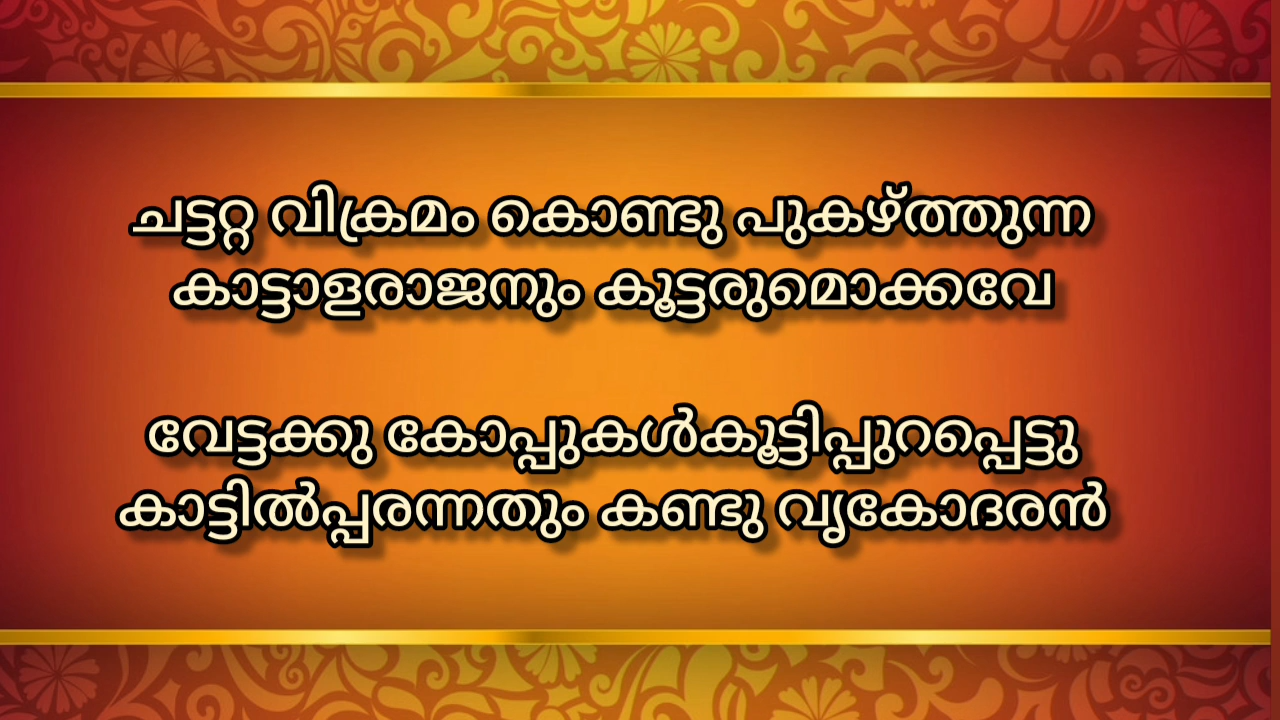 ചട്ടറ്റ വിക്രമം കൊണ്ടു പുകഴ്ത്തുന്ന
കാട്ടാളരാജനും കൂട്ടരുമൊക്കവേ
വേട്ടക്കു കോപ്പുകൾകൂട്ടിപ്പുറപ്പെട്ടു
കാട്ടിൽപ്പരന്നതും കണ്ടു വൃകോദരൻ